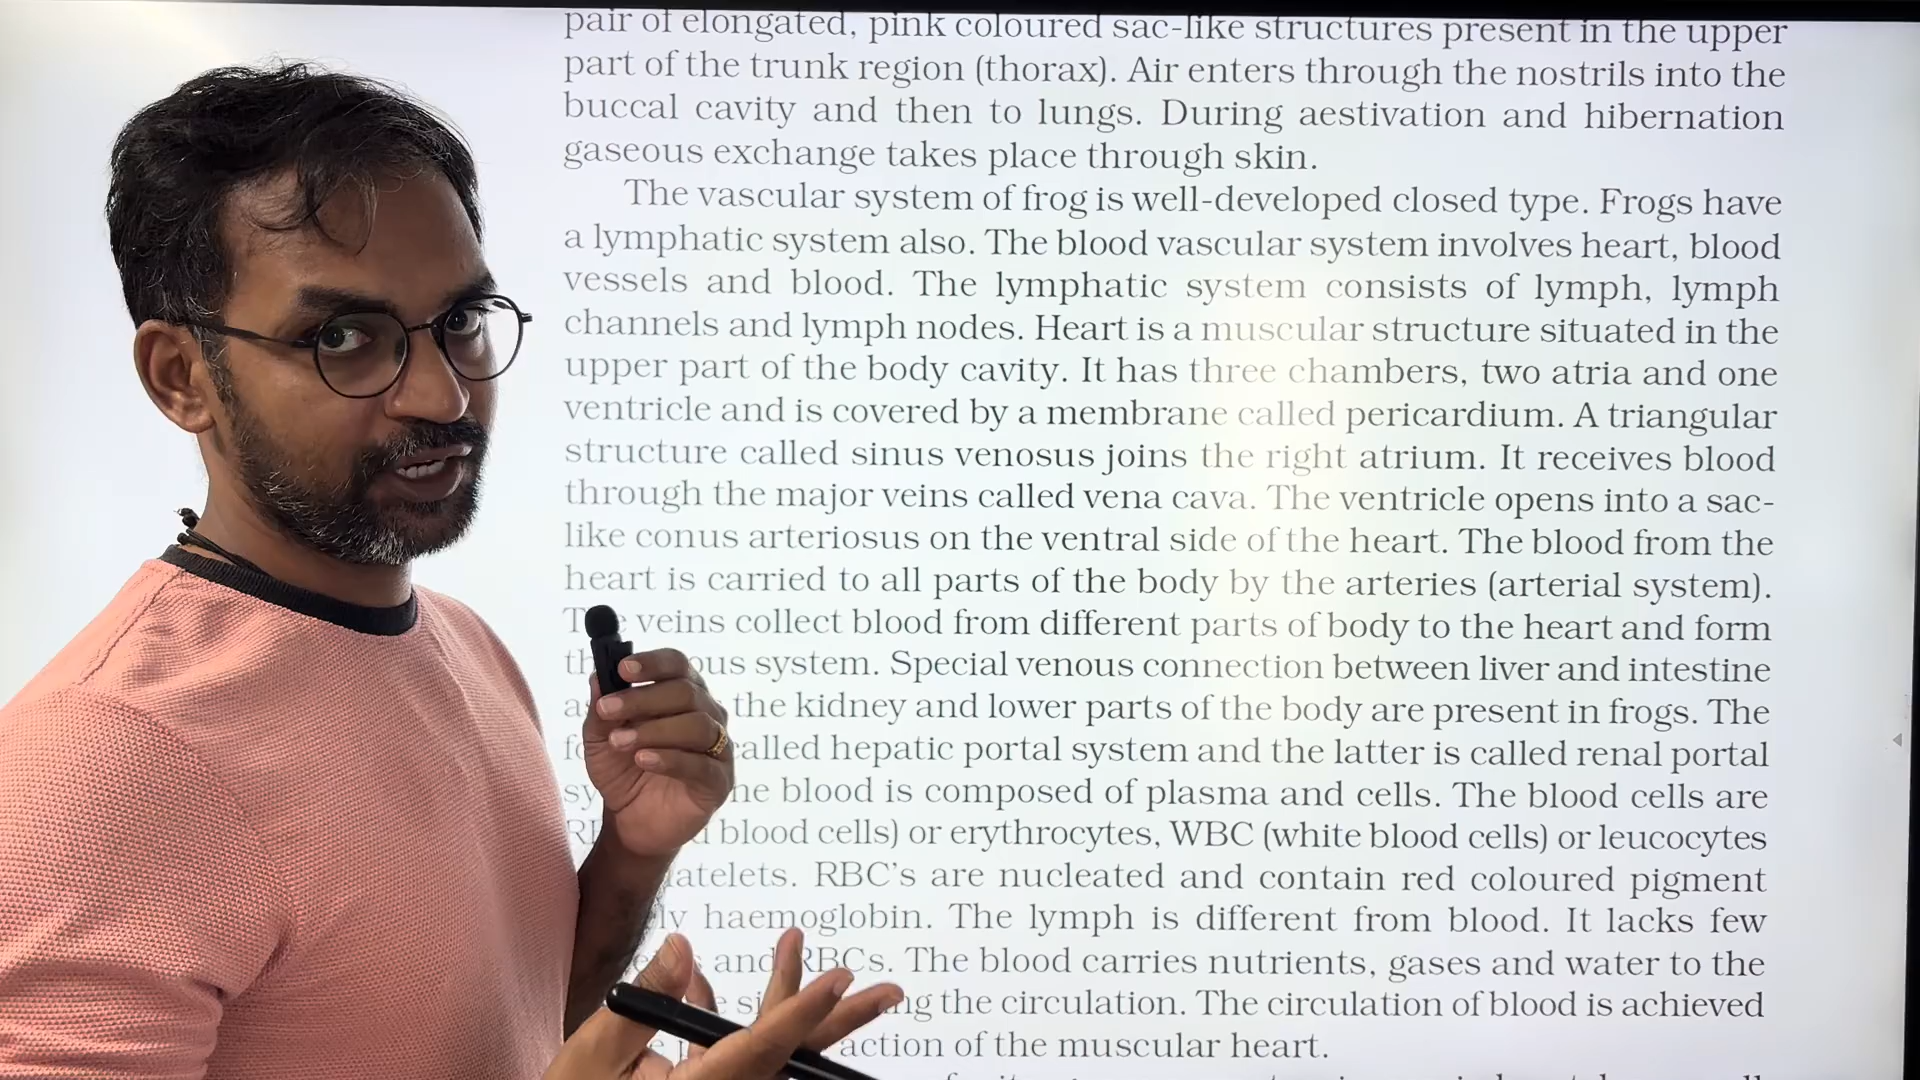 pair of elongated, pink coloured sac-like structures present in the upper
part of the trunk region (thorax). Air enters through the nostrils into the
buccal cavity and then to lungs. During aestivation and hibernation
gaseous exchange takes place through skin.
The vascular system of frog is well-developed closed type. Frogs have
a lymphatic system also. The blood vascular system involves heart, blood
vessels and blood. The lymphatic system consists of lymph, lymph
channels and lymph nodes. Heart is a muscular structure situated in the
upper part of the body cavity. It has three chambers, two atria and one
ventricle and is covered by a membrane called pericardium. A triangular
structure called sinus venosus joins the right atrium. It receives blood
through the major veins called vena cava. The ventricle opens into a sac-
like conus arteriosus on the ventral side of the heart. The blood from the
heart is carried to all parts of the body by the arteries (arterial system).
veins collect blood from different parts of body to the heart and form
system. Special venous connection between liver and intestine
the kidney and lower parts of the body are present in frogs. The
called hepatic portal system and the latter is called renal portal
blood is composed of plasma and cells. The blood cells are
blood cells) or erythrocytes, WBC (white blood cells) or leucocytes
RBC's are nucleated and contain red coloured pigment
haemoglobin. The lymph is different from blood. It lacks few
and RBCs. The blood carries nutrients, gases and water to the
the circulation. The circulation of blood is achieved
action of the muscular heart.